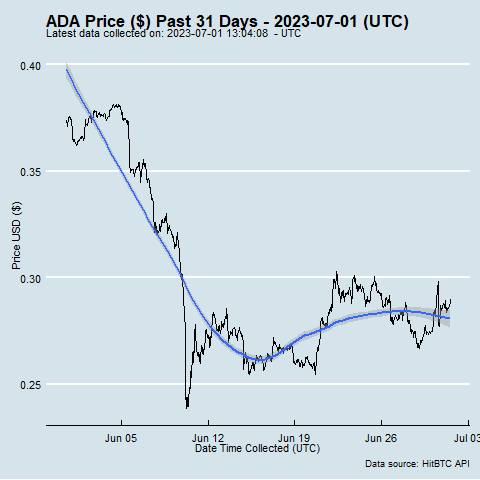 ADA Price ($) Past 31 Days - 2023-07-01 (UTC)
Latest data collected on: 2023-07-01 13:04:08 - UTC
0.40
0.35
0.30
0.25
Price USD ($)
Jun 05 Jun 12 Jun 19 Jun 26 Jul 03
Date Time Collected (UTC)
Data source: HitBTC API